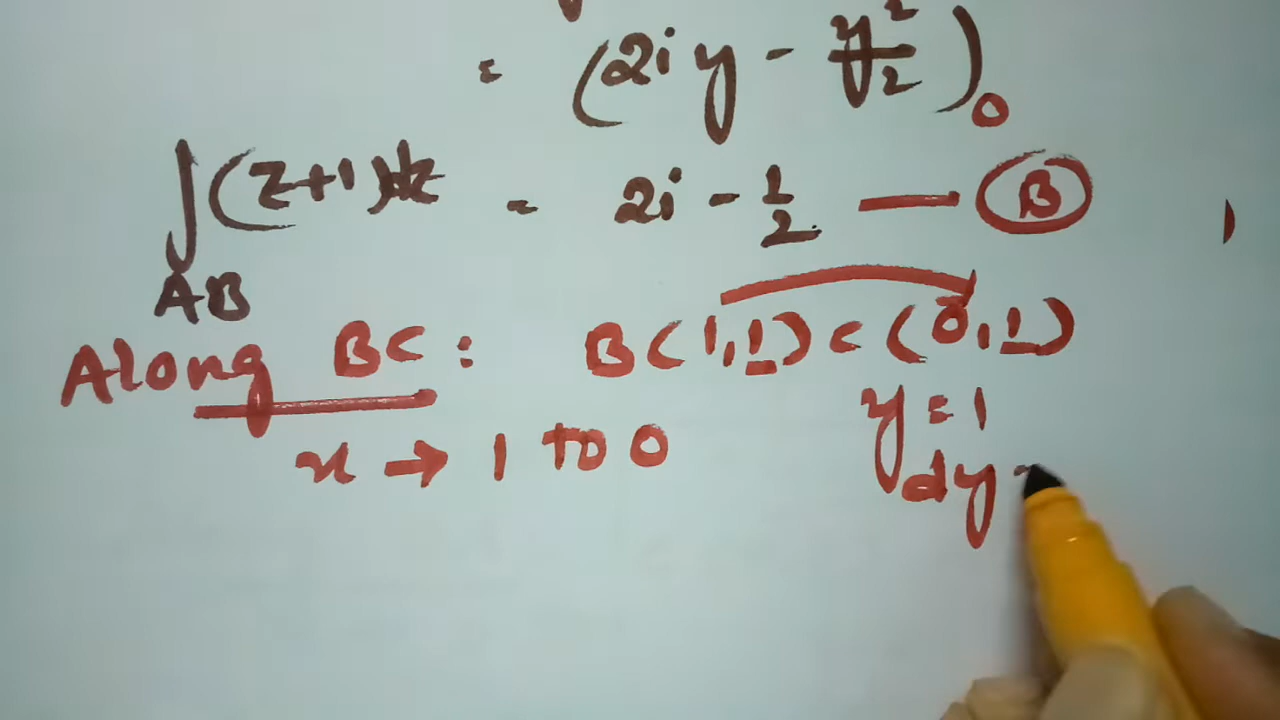 = (2iy - y²/2)₀
∫(z+1)dz = 2i - 1/2 — B
AB
Along BC: B(1,1) C(0,1)
x → 1 to 0 y = 1
dy